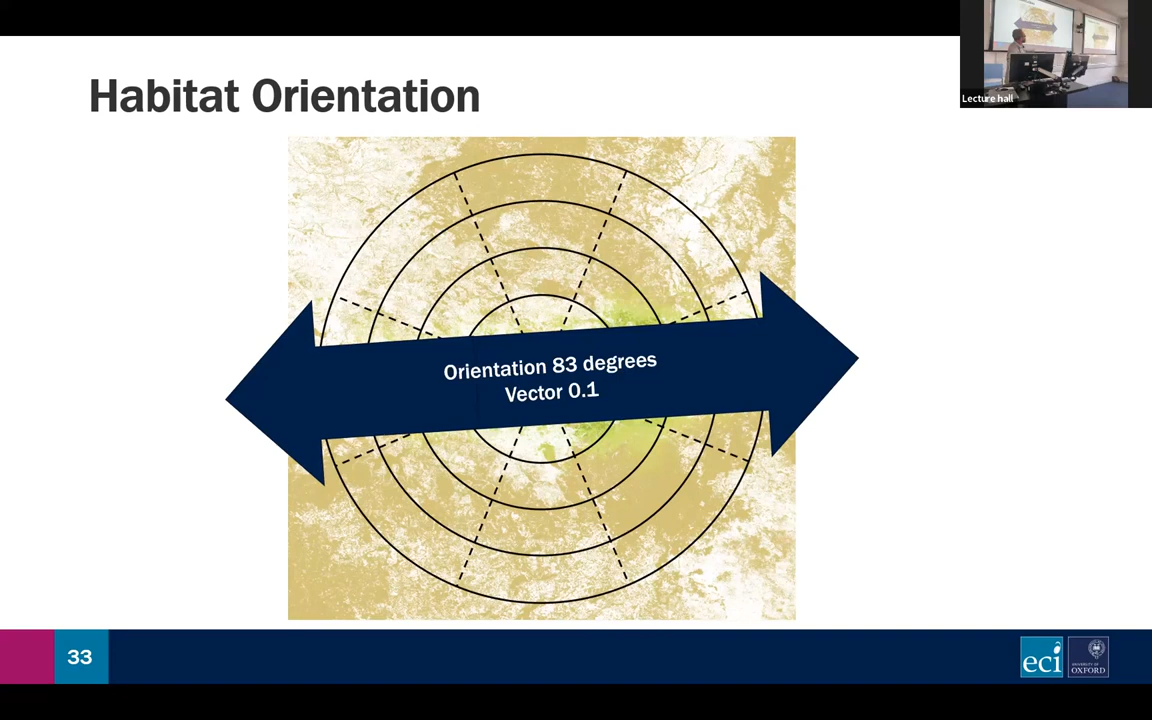 Habitat Orientation
Lecture hall
Orientation 83 degrees
Vector 0.1
33
eci
UNIVERSITY OF
OXFORD